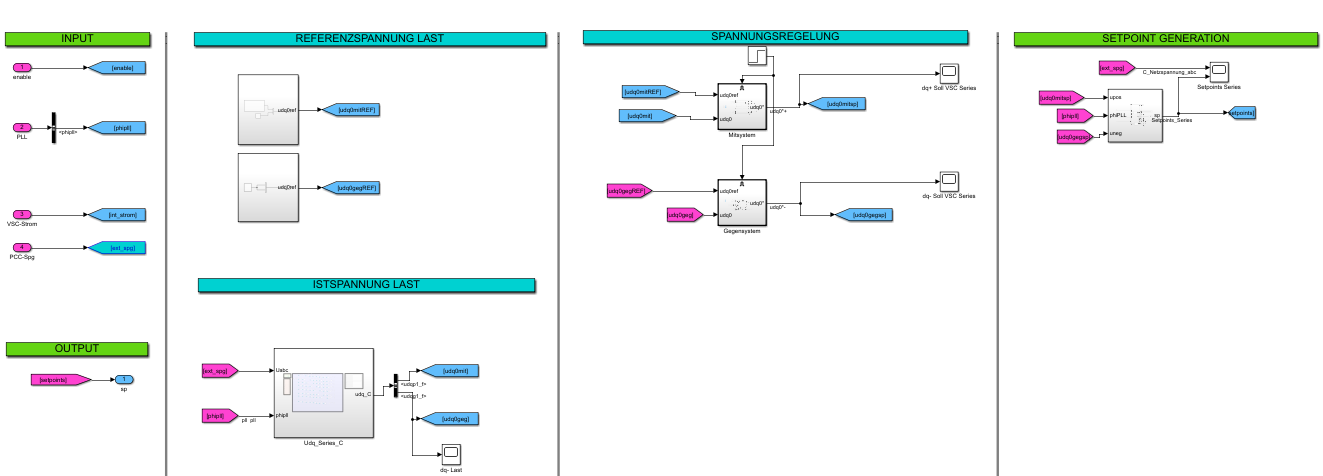 INPUT
1
enable
[enable]
2
PLL
<phipll>
[phipll]
3
VSC-Strom
[int_strom]
4
PCC-Spg
[ext_spg]
OUTPUT
[setpoints]
1
sp
REFERENZSPANNUNG LAST
udq0ref
[udq0mitREF]
udq0ref
[udq0gegREF]
ISTSPANNUNG LAST
[ext_spg]
[phipll]
pll pll
Uabc
phipll
udq_C
Udq_Series_C
[udq0mit]
[udq0geg]
dq- Last
SPANNUNGSREGELUNG
[udq0mitREF]
[udq0mit]
udq0ref
udq0
udq0*
Mitsystem
udq0*+
[udq0mitsp]
dq+ Soll VSC Series
[udq0gegREF]
[udq0geg]
udq0ref
udq0
udq0*
Gegensystem
udq0*-
[udq0gegsp]
dq- Soll VSC Series
SETPOINT GENERATION
[ext_spg]
C_Netzspannung_abc
Setpoints Series
[udq0mitsp]
[phipll]
[udq0gegsp]
upos
phiPLL
uneg
sp
Setpoints_Series
[setpoints]